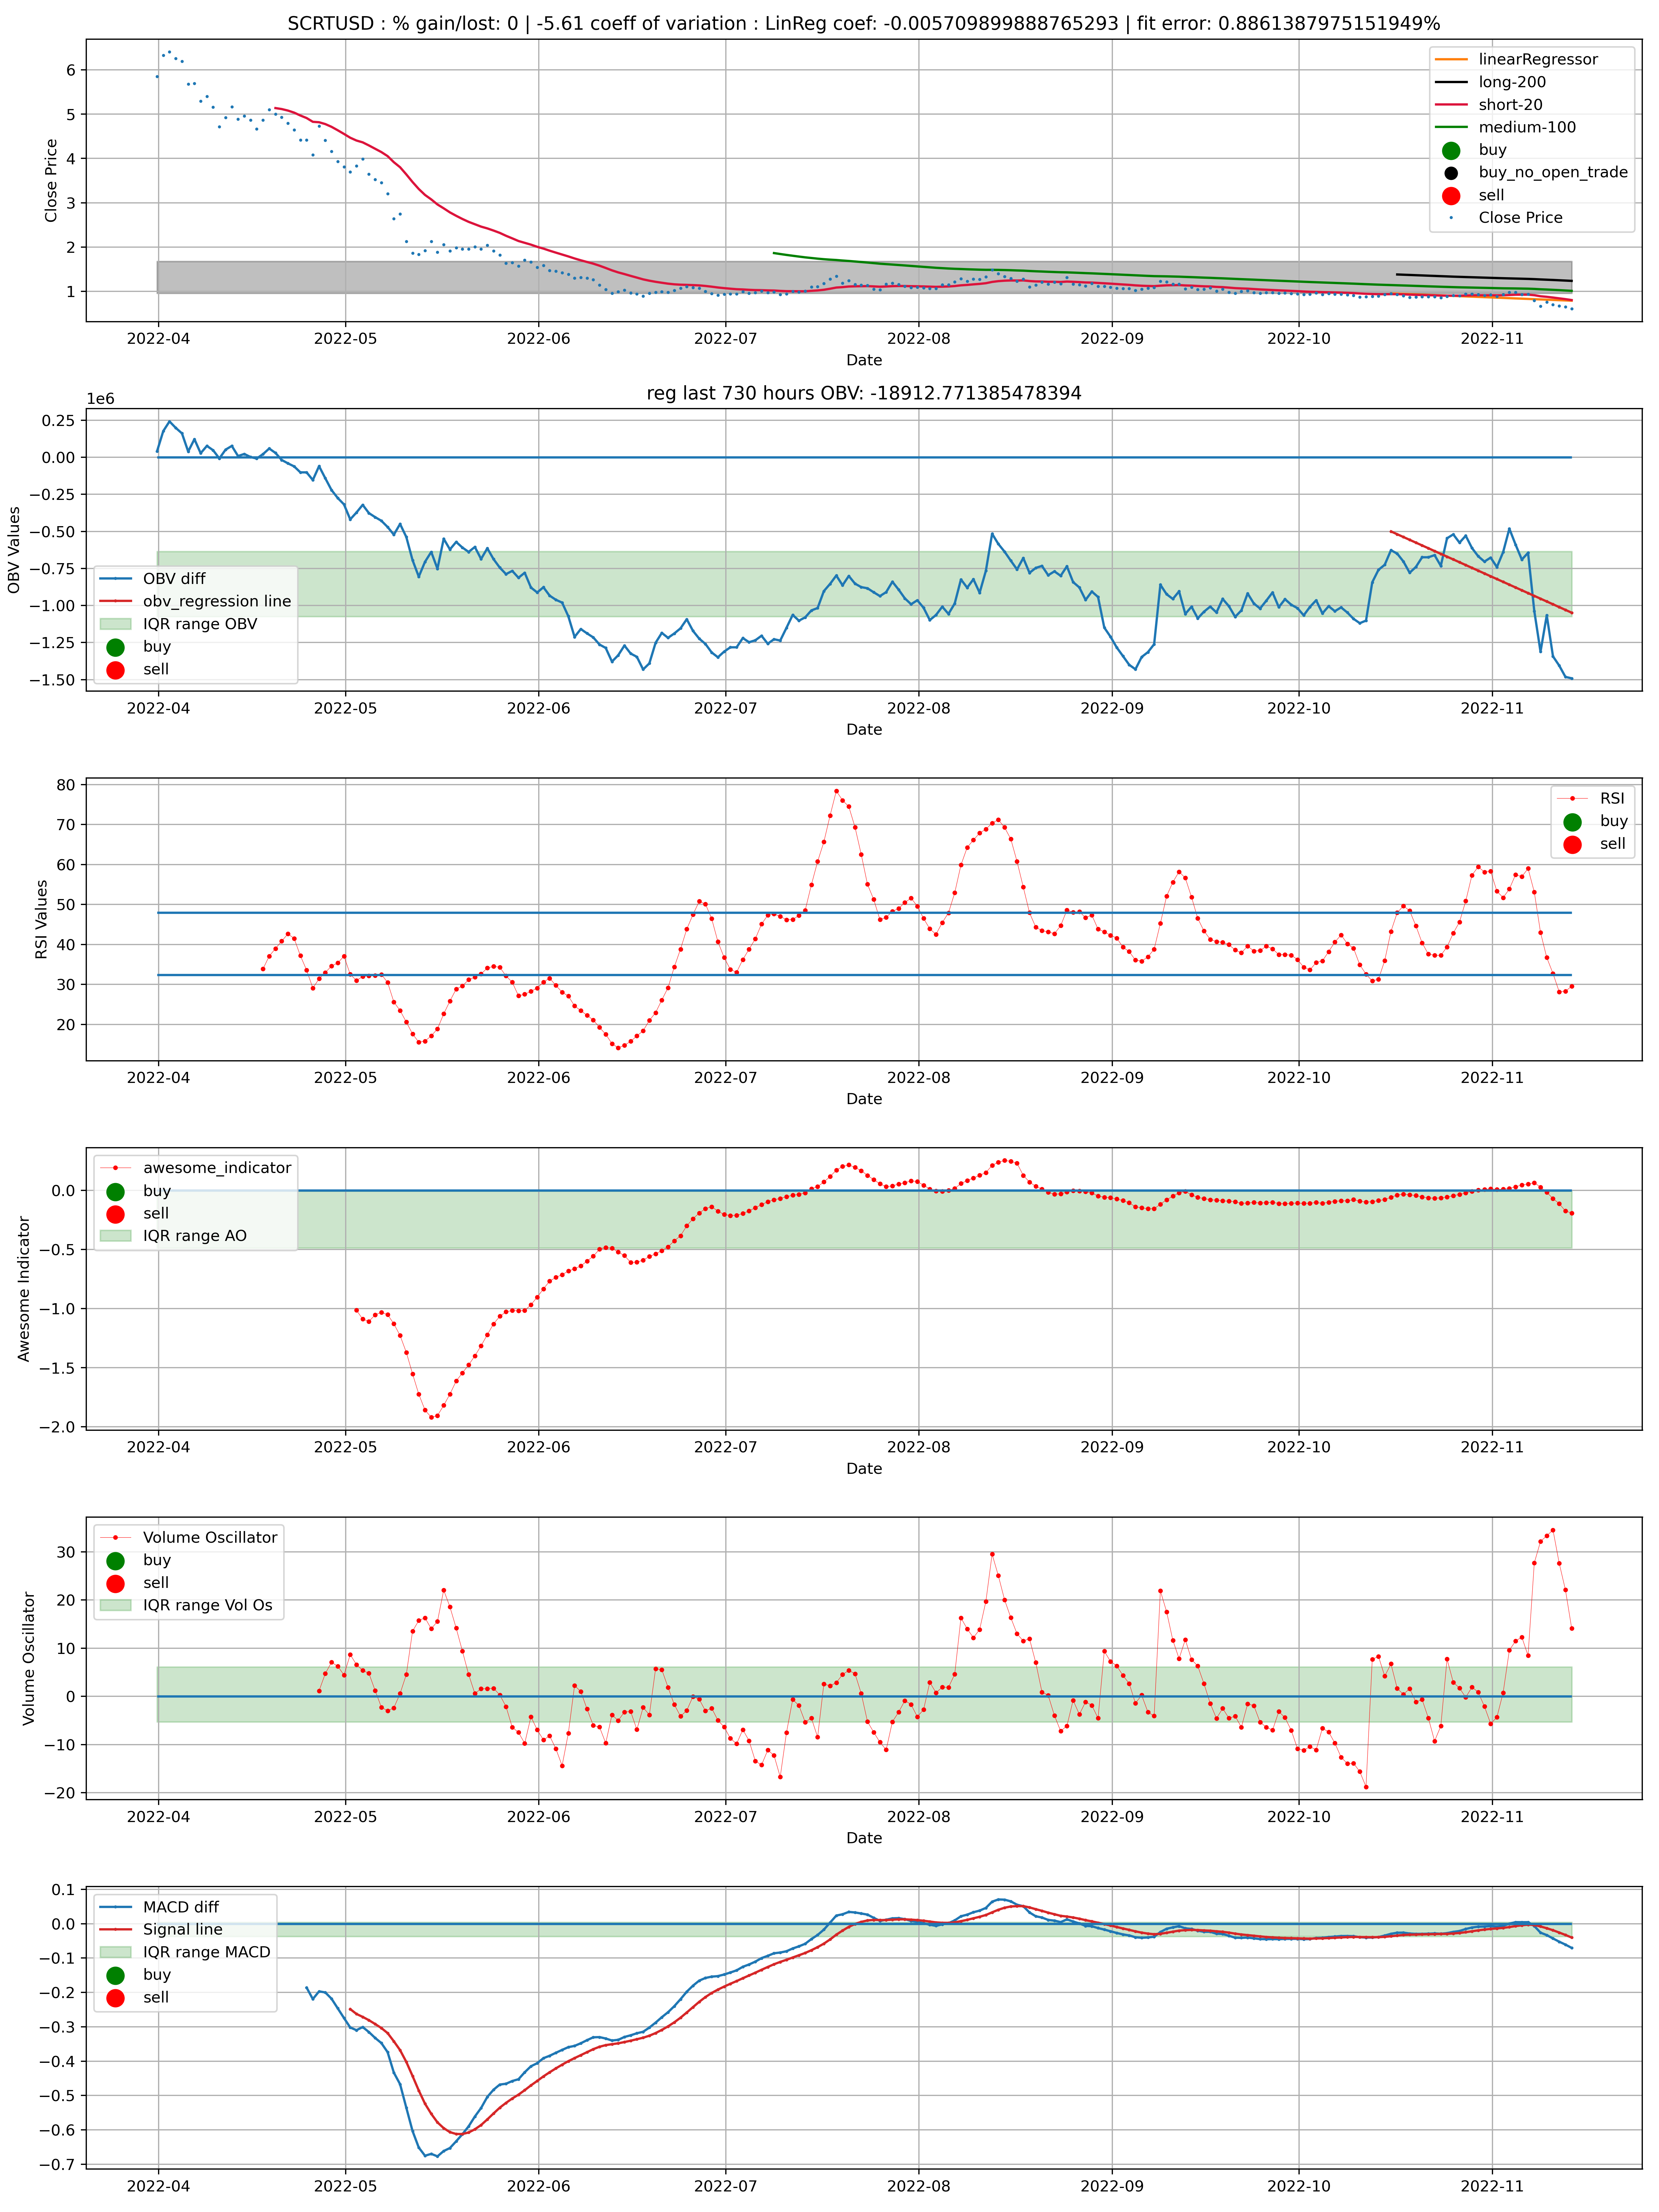 SCRTUSD : % gain/lost: 0 | -5.61 coeff of variation : LinReg coef: -0.005709899888765293 | fit error: 0.8861387975151949%
Close Price
6
5
4
3
2
1
linearRegressor
long-200
short-20
medium-100
buy
buy_no_open_trade
sell
Close Price
2022-04 2022-05 2022-06 2022-07 2022-08 2022-09 2022-10 2022-11
Date
reg last 730 hours OBV: -18912.771385478394
1e6
OBV Values
0.25
0.00
−0.25
−0.50
−0.75
−1.00
−1.25
−1.50
OBV diff
obv_regression line
IQR range OBV
buy
sell
2022-04 2022-05 2022-06 2022-07 2022-08 2022-09 2022-10 2022-11
Date
RSI Values
80
70
60
50
40
30
20
RSI
buy
sell
2022-04 2022-05 2022-06 2022-07 2022-08 2022-09 2022-10 2022-11
Date
Awesome Indicator
0.0
−0.5
−1.0
−1.5
−2.0
awesome_indicator
buy
sell
IQR range AO
2022-04 2022-05 2022-06 2022-07 2022-08 2022-09 2022-10 2022-11
Date
Volume Oscillator
30
20
10
0
−10
−20
Volume Oscillator
buy
sell
IQR range Vol Os
2022-04 2022-05 2022-06 2022-07 2022-08 2022-09 2022-10 2022-11
Date
0.1
0.0
−0.1
−0.2
−0.3
−0.4
−0.5
−0.6
−0.7
MACD diff
Signal line
IQR range MACD
buy
sell
2022-04 2022-05 2022-06 2022-07 2022-08 2022-09 2022-10 2022-11